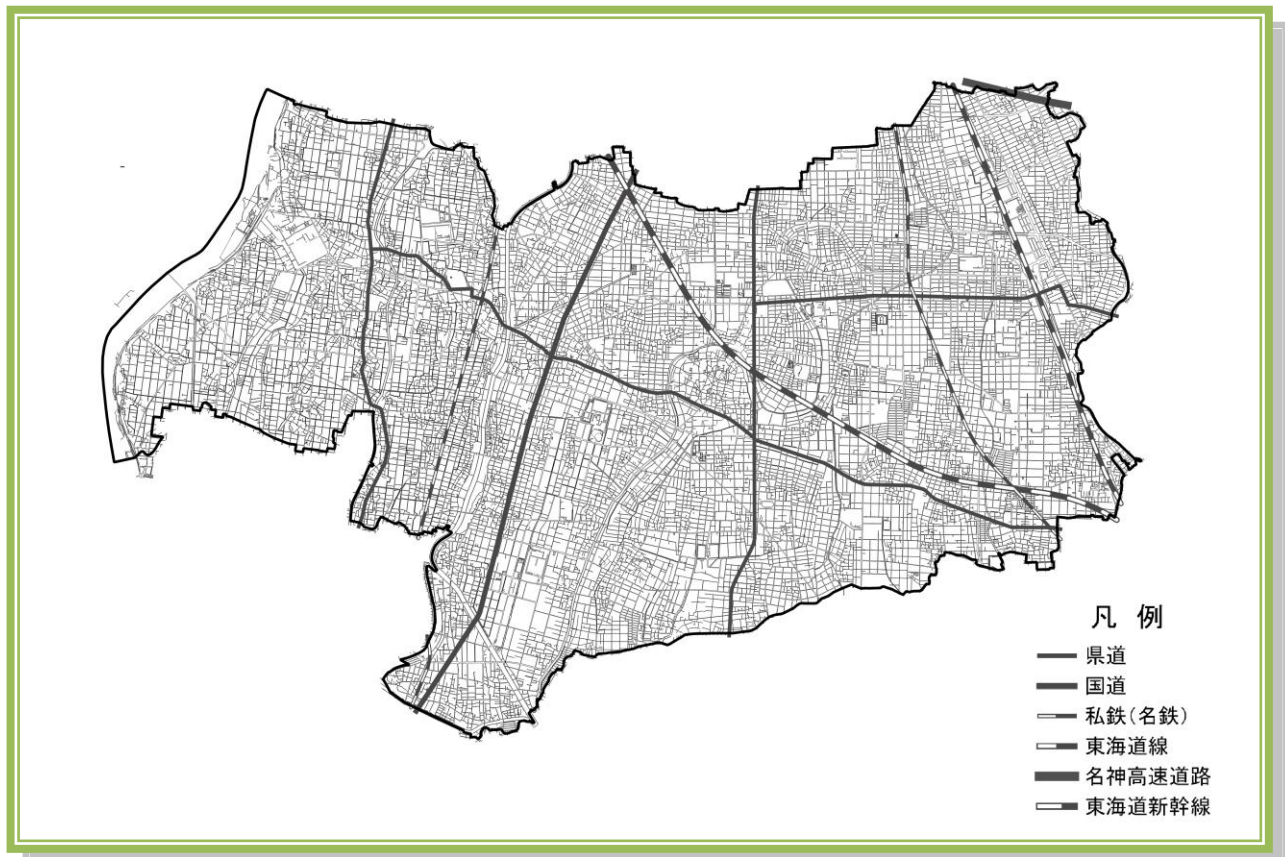 凡 例
県道
国道
私鉄(名鉄)
東海道線
名神高速道路
東海道新幹線